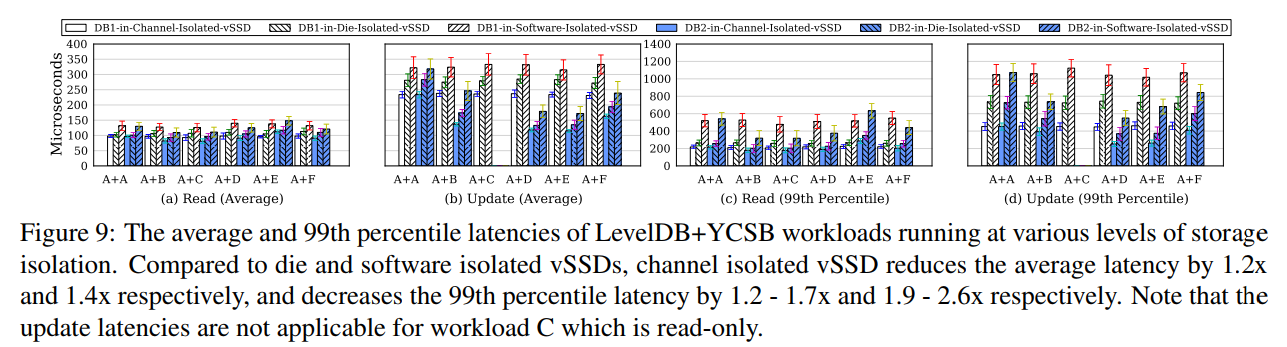 DB1-in-Channel-Isolated-vSSD DB1-in-Die-Isolated-vSSD DB1-in-Software-Isolated-vSSD DB2-in-Channel-Isolated-vSSD DB2-in-Die-Isolated-vSSD DB2-in-Software-Isolated-vSSD
Microseconds
400
350
300
250
200
150
100
50
0
A+A A+B A+C A+D A+E A+F
(a) Read (Average)
A+A A+B A+C A+D A+E A+F
(b) Update (Average)
1400
1200
1000
800
600
400
200
0
A+A A+B A+C A+D A+E A+F
(c) Read (99th Percentile)
A+A A+B A+C A+D A+E A+F
(d) Update (99th Percentile)
Figure 9: The average and 99th percentile latencies of LevelDB+YCSB workloads running at various levels of storage
isolation. Compared to die and software isolated vSSDs, channel isolated vSSD reduces the average latency by 1.2x
and 1.4x respectively, and decreases the 99th percentile latency by 1.2 - 1.7x and 1.9 - 2.6x respectively. Note that the
update latencies are not applicable for workload C which is read-only.